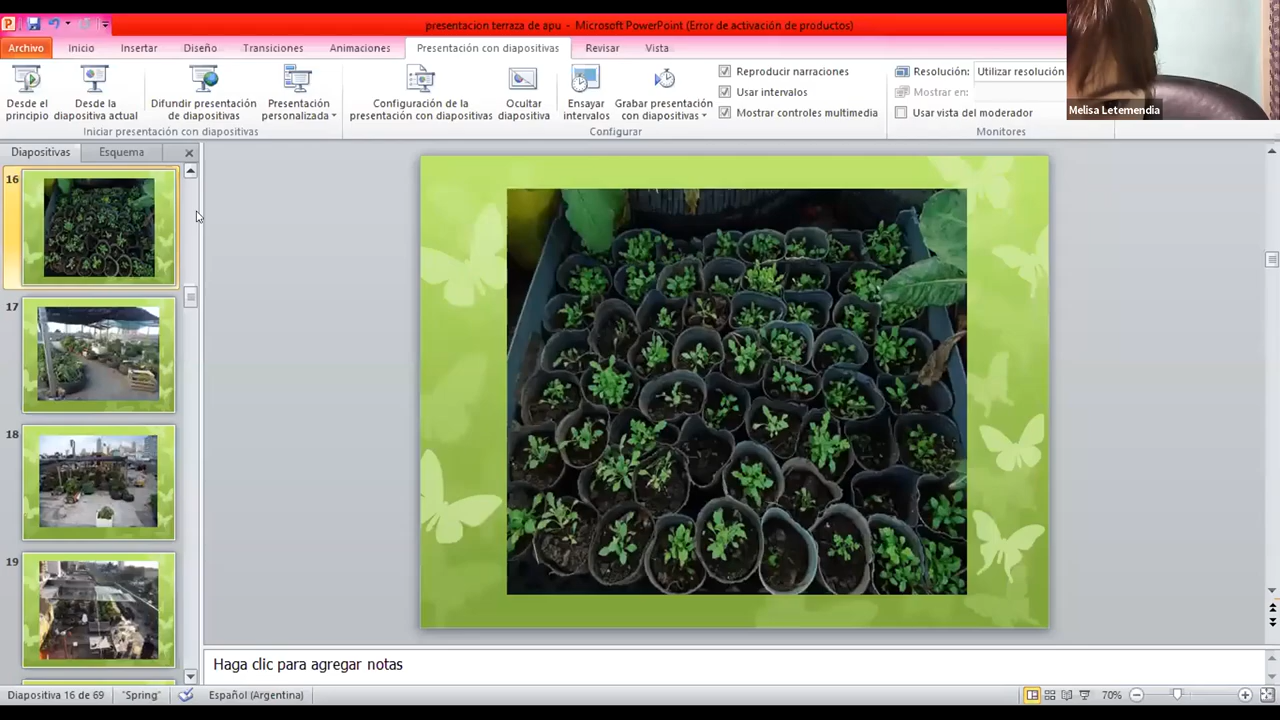 presentacion terraza de apu - Microsoft PowerPoint (Error de activación de productos)
Archivo Inicio Insertar Diseño Transiciones Animaciones Presentación con diapositivas Revisar Vista
Desde el principio
Desde la diapositiva actual
Difundir presentación de diapositivas
Presentación personalizada
Iniciar presentación con diapositivas
Configuración de la presentación con diapositivas
Ocultar diapositiva
Ensayar intervalos
Grabar presentación con diapositivas
Reproducir narraciones
Usar intervalos
Mostrar controles multimedia
Configurar
Resolución: Utilizar resolución
Mostrar en:
Usar vista del moderador
Monitores
Melisa Letemendia
Diapositivas Esquema
16
17
18
19
Haga clic para agregar notas
Diapositiva 16 de 69 "Spring" Español (Argentina) 70%